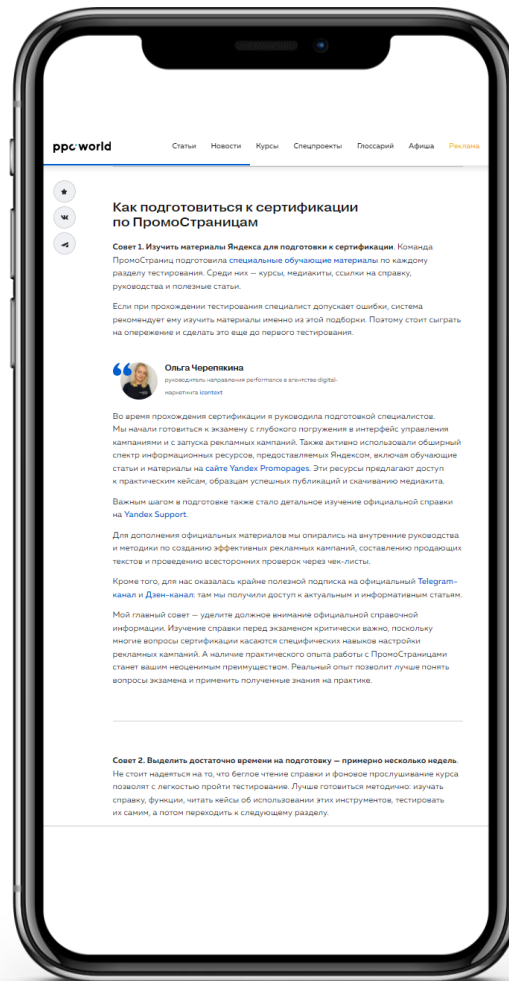 ppc world
Статьи Новости Курсы Спецпроекты Глоссарий Афиша Реклама
Как подготовиться к сертификации
по ПромоСтраницам
Совет 1. Изучить материалы Яндекса для подготовки к сертификации. Команда
ПромоСтраниц подготовила специальные обучающие материалы по каждому
разделу тестирования. Среди них — курсы, медиакиты, ссылки на справку,
руководства и полезные статьи.
Если при прохождении тестирования специалист допускает ошибки, система
рекомендует ему изучить материалы именно из этой подборки. Поэтому стоит сыграть
на опережение и сделать это еще до первого тестирования.
Ольга Черепякина
руководитель направления performance в агентстве digital-
маркетинга icontext
Во время прохождения сертификации я руководила подготовкой специалистов.
Мы начали готовиться к экзамену с глубокого погружения в интерфейс управления
кампаниями и с запуска рекламных кампаний. Также активно использовали обширный
спектр информационных ресурсов, предоставляемых Яндексом, включая обучающие
статьи и материалы на сайте Yandex Promopages. Эти ресурсы предлагают доступ
к практическим кейсам, образцам успешных публикаций и скачиванию медиакита.
Важным шагом в подготовке также стало детальное изучение официальной справки
на Yandex Support.
Для дополнения официальных материалов мы опирались на внутренние руководства
и методики по созданию эффективных рекламных кампаний, составлению продающих
текстов и проведению всесторонних проверок через чек-листы.
Кроме того, для нас оказалась крайне полезной подписка на официальный Telegram-
канал и Дзен-канал: там мы получили доступ к актуальным и информативным статьям.
Мой главный совет — уделите должное внимание официальной справочной
информации. Изучение справки перед экзаменом критически важно, поскольку
многие вопросы сертификации касаются специфических навыков настройки
рекламных кампаний. А наличие практического опыта работы с ПромоСтраницами
станет вашим неоценимым преимуществом. Реальный опыт позволит лучше понять
вопросы экзамена и применить полученные знания на практике.
Совет 2. Выделить достаточно времени на подготовку — примерно несколько недель.
Не стоит надеяться на то, что беглое чтение справки и фоновое прослушивание курса
позволят с легкостью пройти тестирование. Лучше готовиться методично: изучать
справку, функции, читать кейсы об использовании этих инструментов, тестировать
их самим, а потом переходить к следующему разделу.